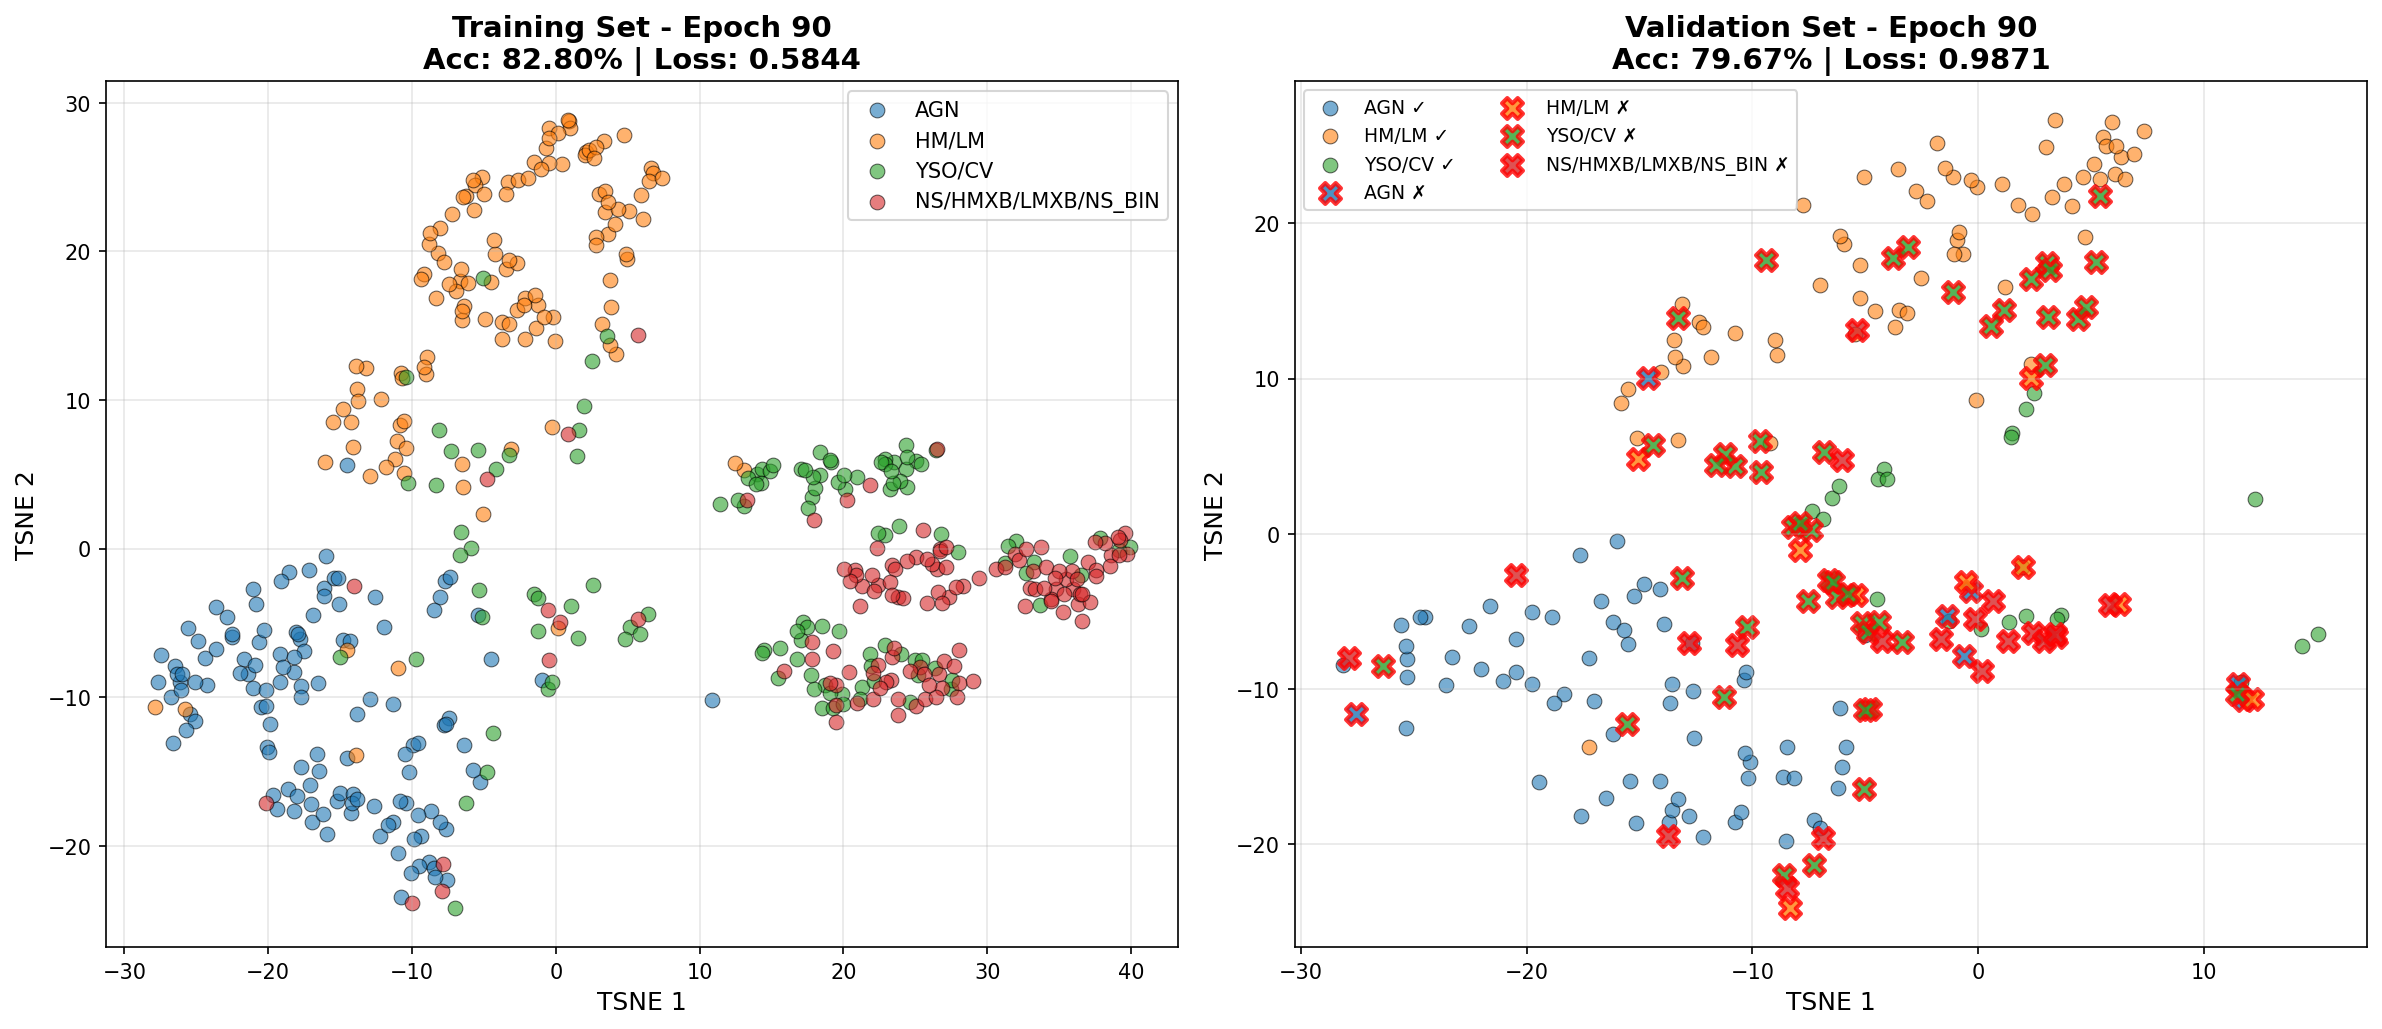 Training Set - Epoch 90
Acc: 82.80% | Loss: 0.5844
AGN
HM/LM
YSO/CV
NS/HMXB/LMXB/NS_BIN
30
20
10
0
−10
−20
TSNE 2
−30
−20
−10
0
10
20
30
40
TSNE 1
Validation Set - Epoch 90
Acc: 79.67% | Loss: 0.9871
AGN ✓
HM/LM ✓
YSO/CV ✓
AGN ✗
HM/LM ✗
YSO/CV ✗
NS/HMXB/LMXB/NS_BIN ✗
20
10
0
−10
−20
TSNE 2
−30
−20
−10
0
10
TSNE 1